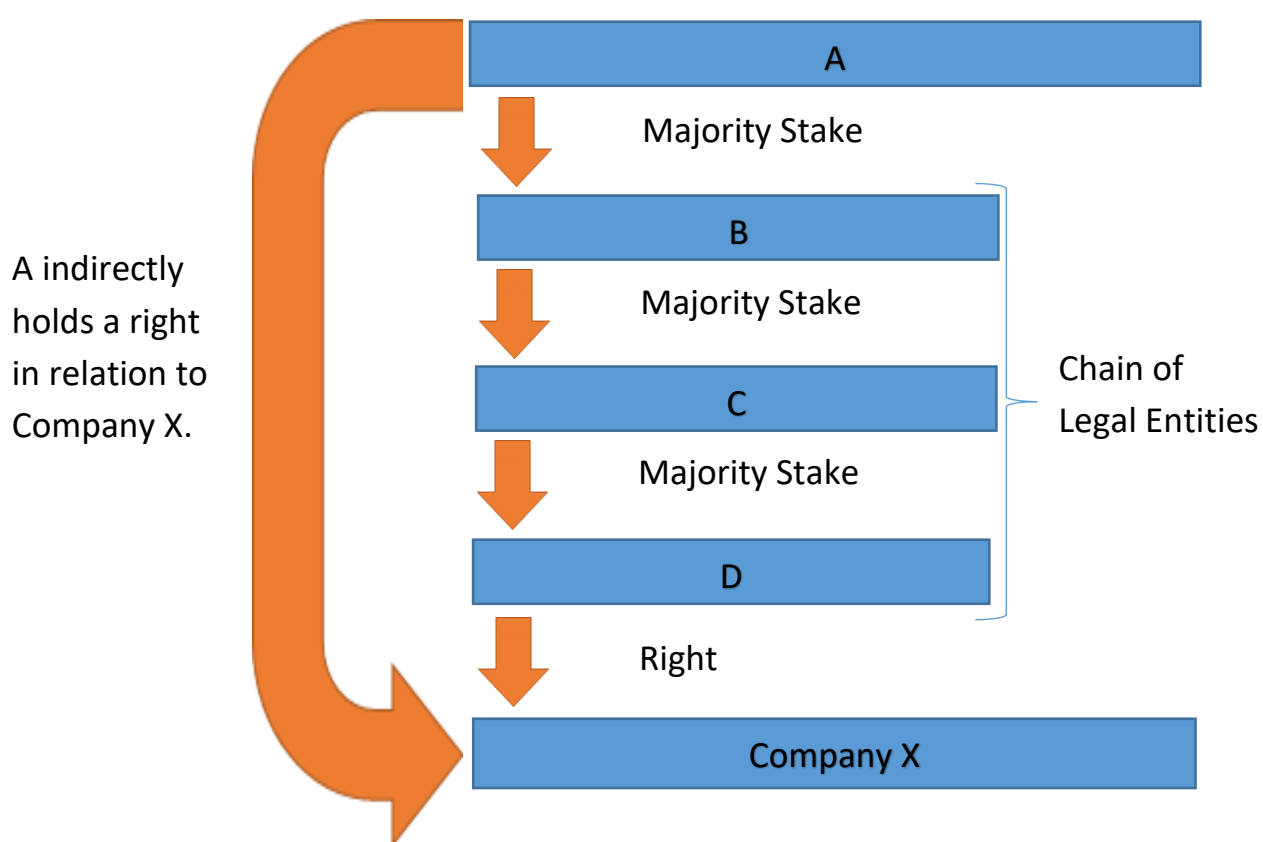 A
Majority Stake
B
Majority Stake
C
Majority Stake
D
Right
Company X
A indirectly
holds a right
in relation to
Company X.
Chain of
Legal Entities